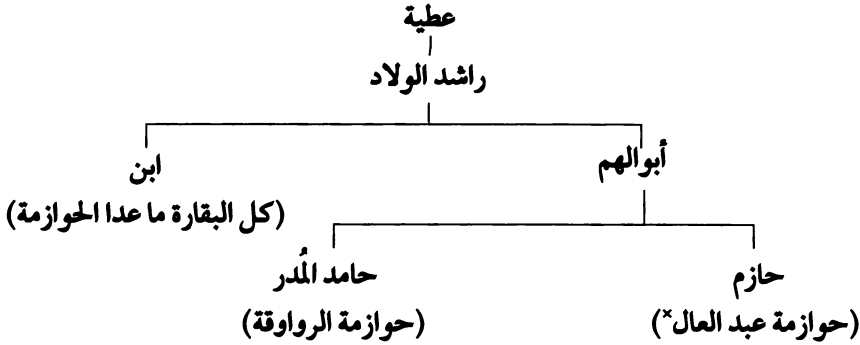 عطية
راشد الولاد
أبوالهم
ابن
(كل البقارة ما عدا الحوازمة)
حازم
حامد المُدر
(حوازمة عبد العال×)
(حوازمة الرواوقة)